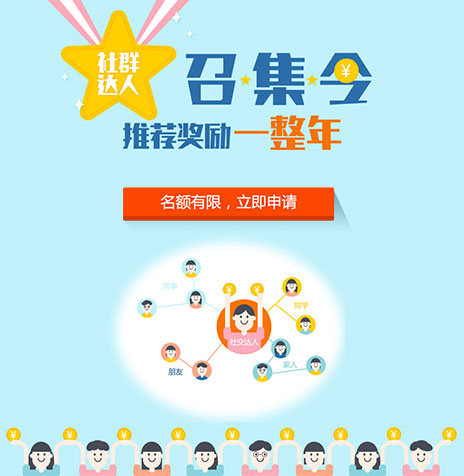 社群
达人
召集令
推荐奖励一整年
名额有限，立即申请
同事
同学
社交达人
朋友
家人